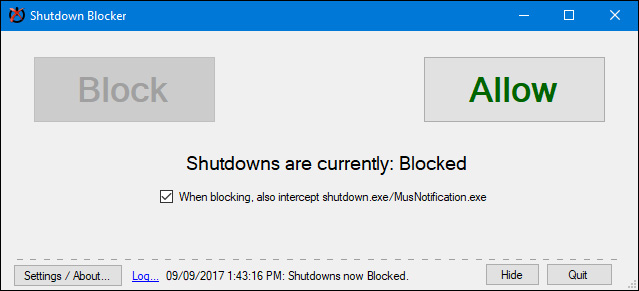 Shutdown Blocker
Block
Allow
Shutdowns are currently: Blocked
When blocking, also intercept shutdown.exe/MusNotification.exe
Settings / About...
Log...
09/09/2017 1:43:16 PM: Shutdowns now Blocked.
Hide
Quit